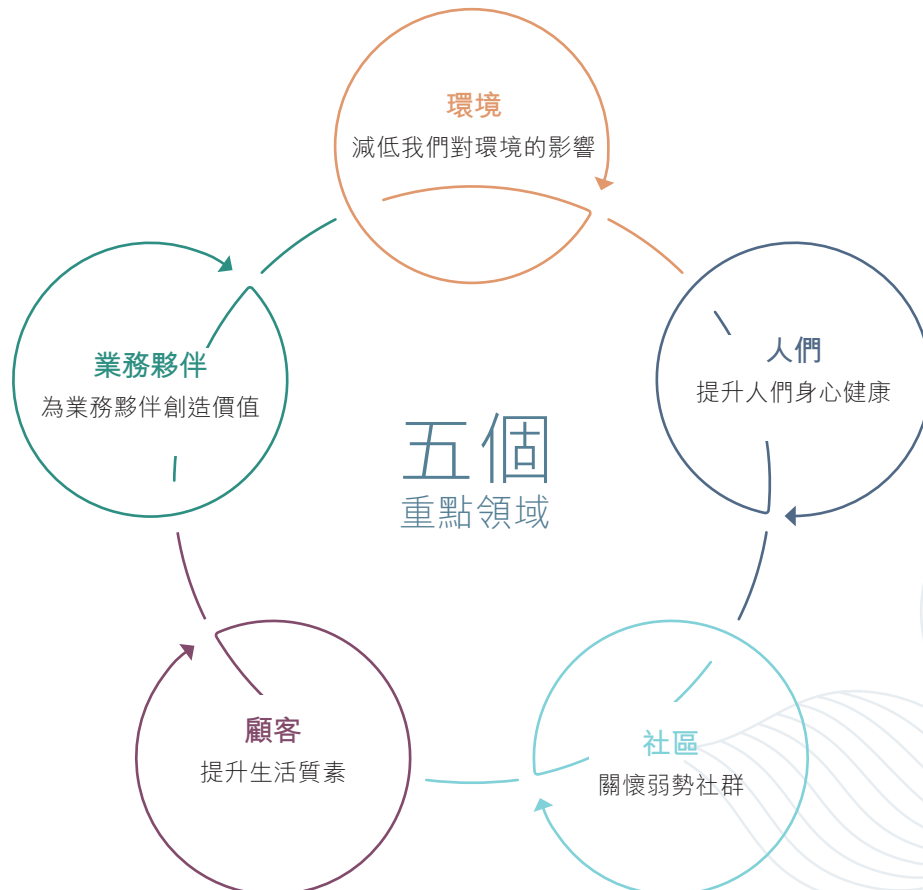 環境
減低我們對環境的影響
業務夥伴
為業務夥伴創造價值
人們
提升人們身心健康
五個
重點領域
顧客
提升生活質素
社區
關懷弱勢社群